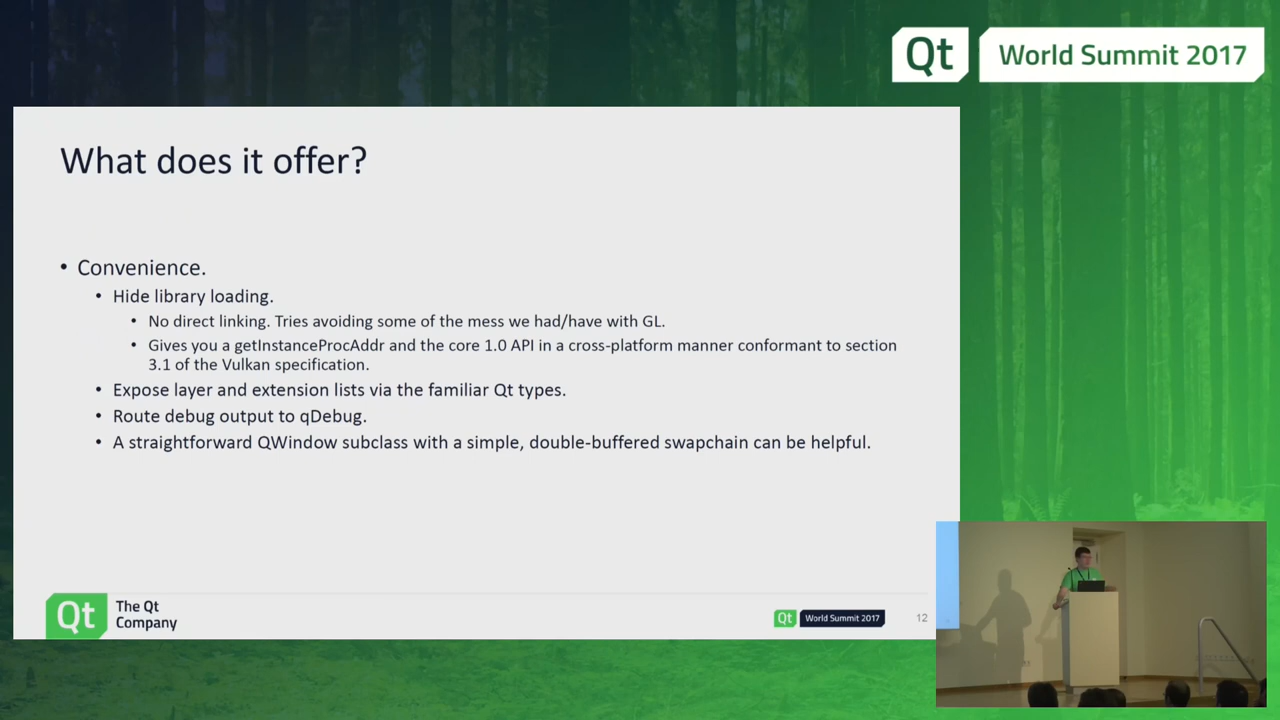 Qt World Summit 2017
What does it offer?
• Convenience.
• Hide library loading.
• No direct linking. Tries avoiding some of the mess we had/have with GL.
• Gives you a getInstanceProcAddr and the core 1.0 API in a cross-platform manner conformant to section
3.1 of the Vulkan specification.
• Expose layer and extension lists via the familiar Qt types.
• Route debug output to qDebug.
• A straightforward QWindow subclass with a simple, double-buffered swapchain can be helpful.
Qt The Qt
Company
Qt World Summit 2017
12